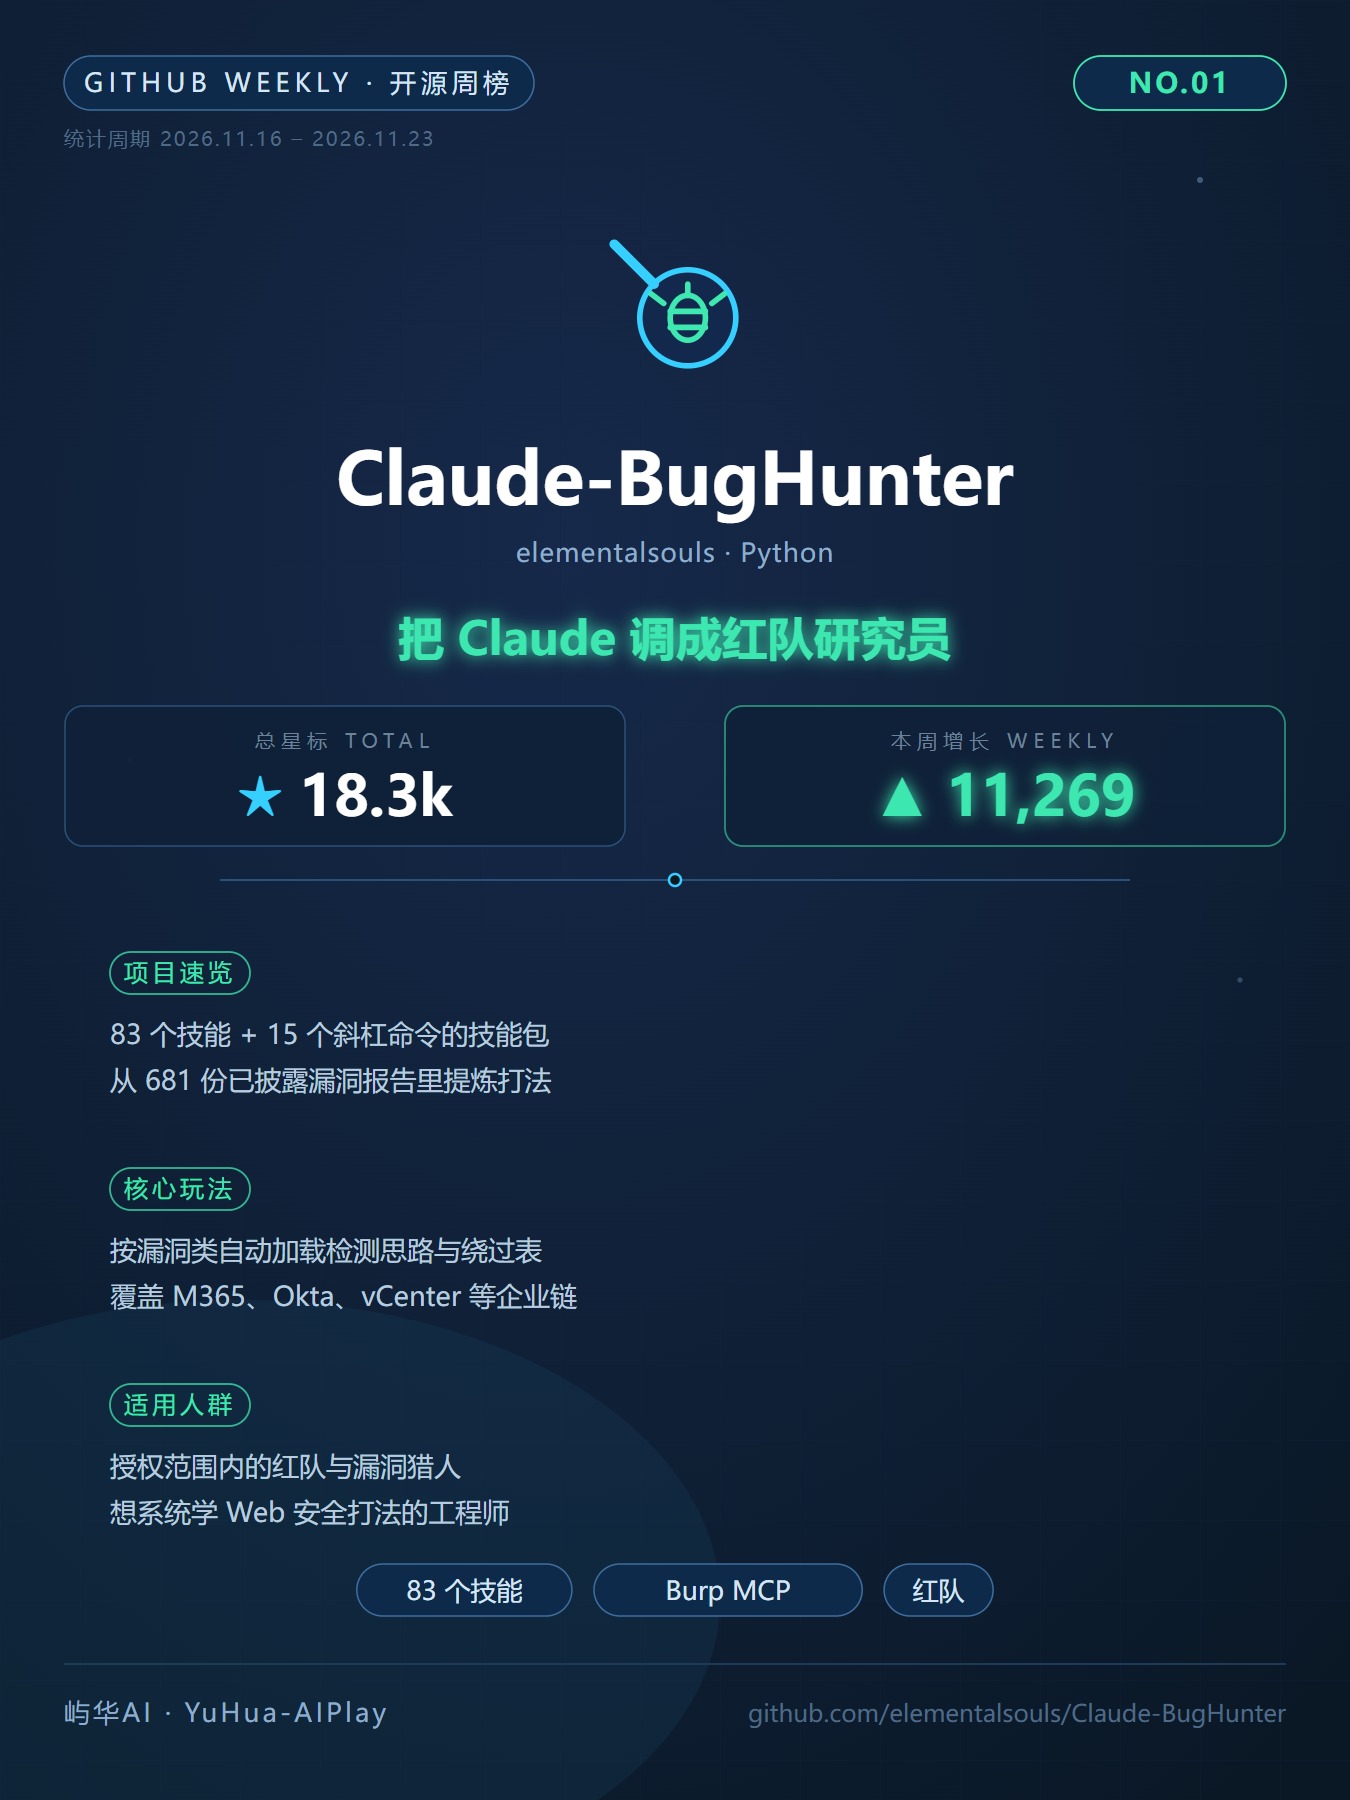 GITHUB WEEKLY · 开源周榜
NO.01
统计周期 2026.11.16 – 2026.11.23
Claude-BugHunter
elementalsouls · Python
把 Claude 调成红队研究员
总星标 TOTAL
★ 18.3k
本周增长 WEEKLY
▲ 11,269
项目速览
83 个技能 + 15 个斜杠命令的技能包
从 681 份已披露漏洞报告里提炼打法
核心玩法
按漏洞类自动加载检测思路与绕过表
覆盖 M365、Okta、vCenter 等企业链
适用人群
授权范围内的红队与漏洞猎人
想系统学 Web 安全打法的工程师
83 个技能
Burp MCP
红队
屿华AI · YuHua-AIPlay
github.com/elementalsouls/Claude-BugHunter